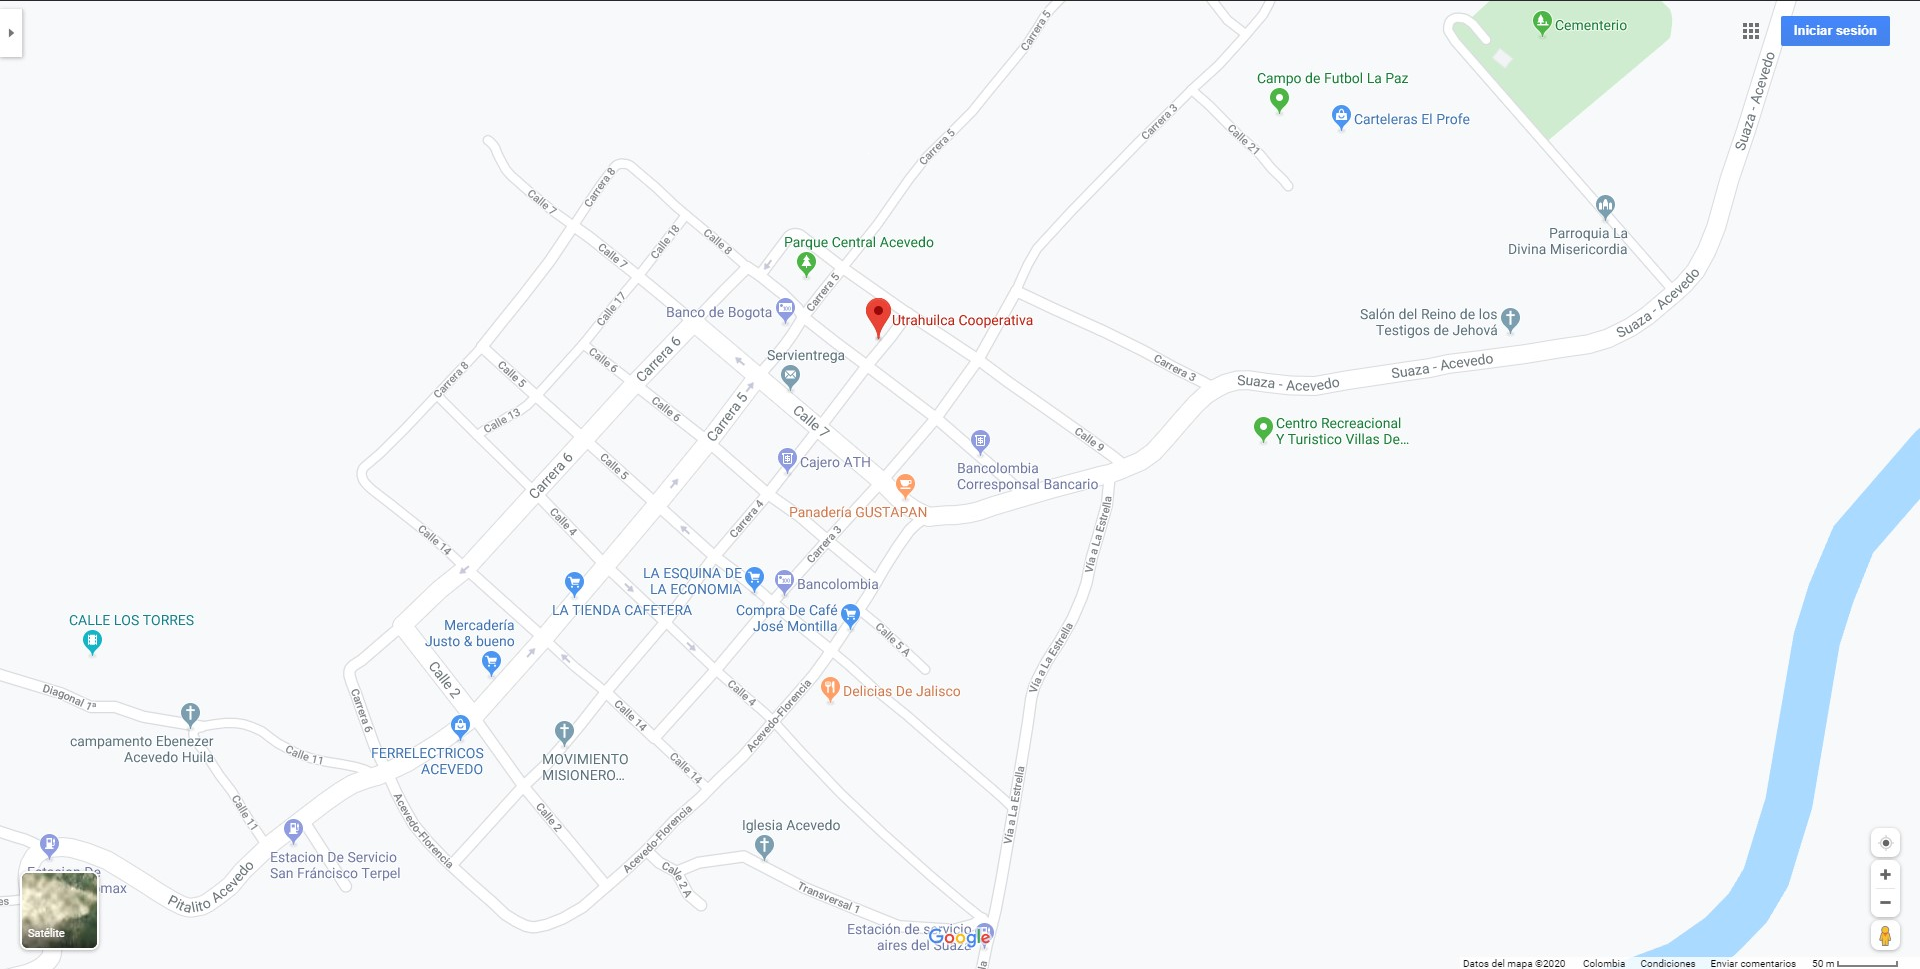 Carrera 5
Cementerio
Iniciar sesión
Campo de Futbol La Paz
Carteleras El Profe
Suaza - Acevedo
Carrera 3
Carrera 5
Calle 21
Carrera 8
Calle 7
Calle 18
Calle 8
Parque Central Acevedo
Parroquia La
Divina Misericordia
Calle 7
Carrera 5
Calle 17
Banco de Bogota
Utrahuilca Cooperativa
Salón del Reino de los
Testigos de Jehová
Suaza - Acevedo
Carrera 6
Servientrega
Calle 6
Carrera 8
Calle 5
Carrera 3
Suaza - Acevedo
Suaza - Acevedo
Calle 13
Calle 6
Carrera 5
Calle 7
Calle 9
Centro Recreacional
Y Turistico Villas De...
Carrera 6
Calle 5
Cajero ATH
Bancolombia
Corresponsal Bancario
Panadería GUSTAPAN
Calle 4
Carrera 4
Calle 14
Carrera 3
Vía a La Estrella
LA ESQUINA DE
LA ECONOMIA
Bancolombia
LA TIENDA CAFETERA
Compra De Café
José Montilla
CALLE LOS TORRES
Mercadería
Justo & bueno
Calle 5 A
Vía a La Estrella
Calle 2
Calle 4
Delicias De Jalisco
Diagonal 1ª
Carrera 6
Calle 14
Acevedo-Florencia
campamento Ebenezer
Acevedo Huila
Calle 11
FERRELECTRICOS
ACEVEDO
MOVIMIENTO
MISIONERO...
Calle 14
Calle 11
Acevedo-Florencia
Calle 2
Acevedo-Florencia
Iglesia Acevedo
Vía a La Estrella
Estacion De Servicio
San Fráncisco Terpel
Estacion De
omax
Calle 2 A
Transversal 1
Pitalito Acevedo
es
Satélite
Estación de servicio
aires del Suaza
Google
la
Datos del mapa ©2020 Colombia Condiciones Enviar comentarios 50 m